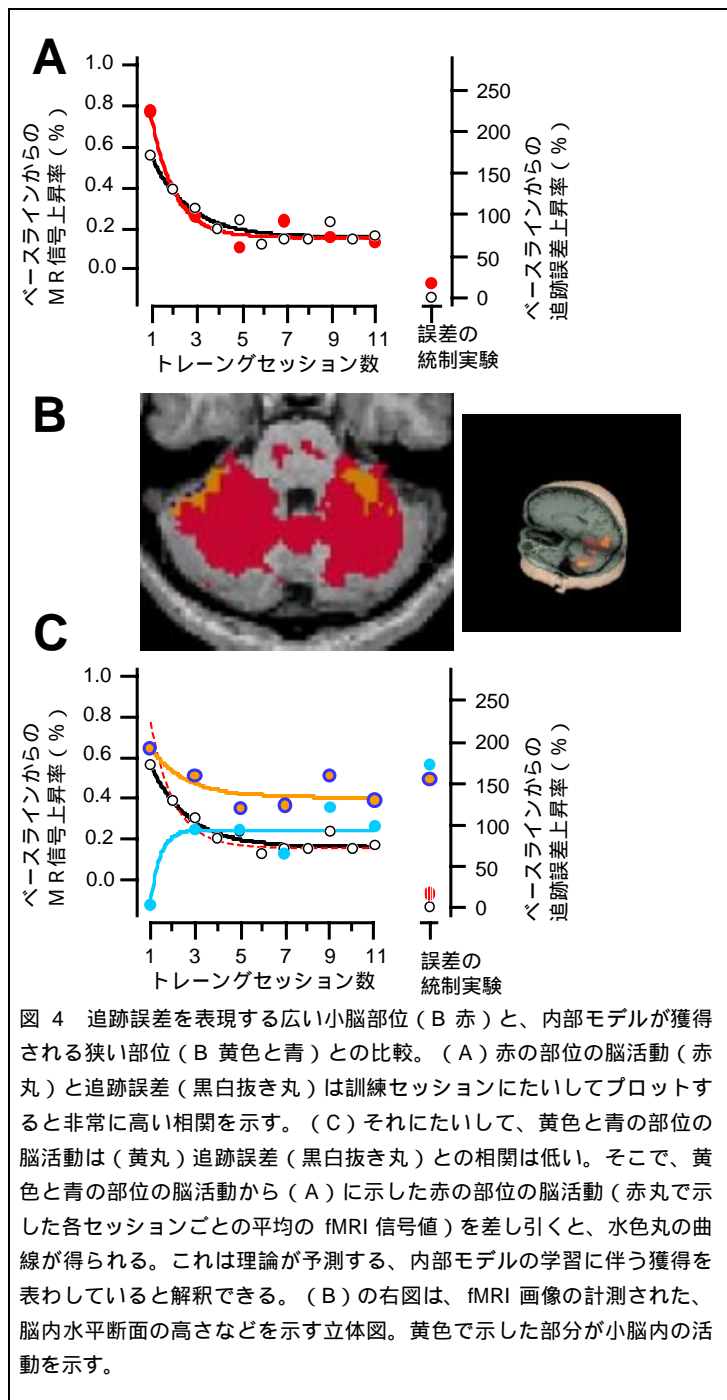 A
1.0
0.8
0.6
0.4
0.2
0.0
ベースラインからの
MR信号上昇率(%)
250
200
150
100
50
0
ベースラインからの
追跡誤差上昇率(%)
1 3 5 7 9 11
トレーングセッション数
誤差の
統制実験
B
C
1.0
0.8
0.6
0.4
0.2
0.0
ベースラインからの
MR信号上昇率(%)
250
200
150
100
50
0
ベースラインからの
追跡誤差上昇率(%)
1 3 5 7 9 11
トレーングセッション数
誤差の
統制実験
図 4 追跡誤差を表現する広い小脳部位(B 赤)と、内部モデルが獲得
される狭い部位(B 黄色と青)との比較。(A)赤の部位の脳活動(赤
丸)と追跡誤差(黒白抜き丸)は訓練セッションにたいしてプロットす
ると非常に高い相関を示す。(C)それにたいして、黄色と青の部位の
脳活動は(黄丸)追跡誤差(黒白抜き丸)との相関は低い。そこで、黄
色と青の部位の脳活動から(A)に示した赤の部位の脳活動(赤丸で示
した各セッションごとの平均の fMRI 信号値)を差し引くと、水色丸の曲
線が得られる。これは理論が予測する、内部モデルの学習に伴う獲得を
表わしていると解釈できる。(B)の右図は、fMRI 画像の計測された、
脳内水平断面の高さなどを示す立体図。黄色で示した部分が小脳内の活
動を示す。